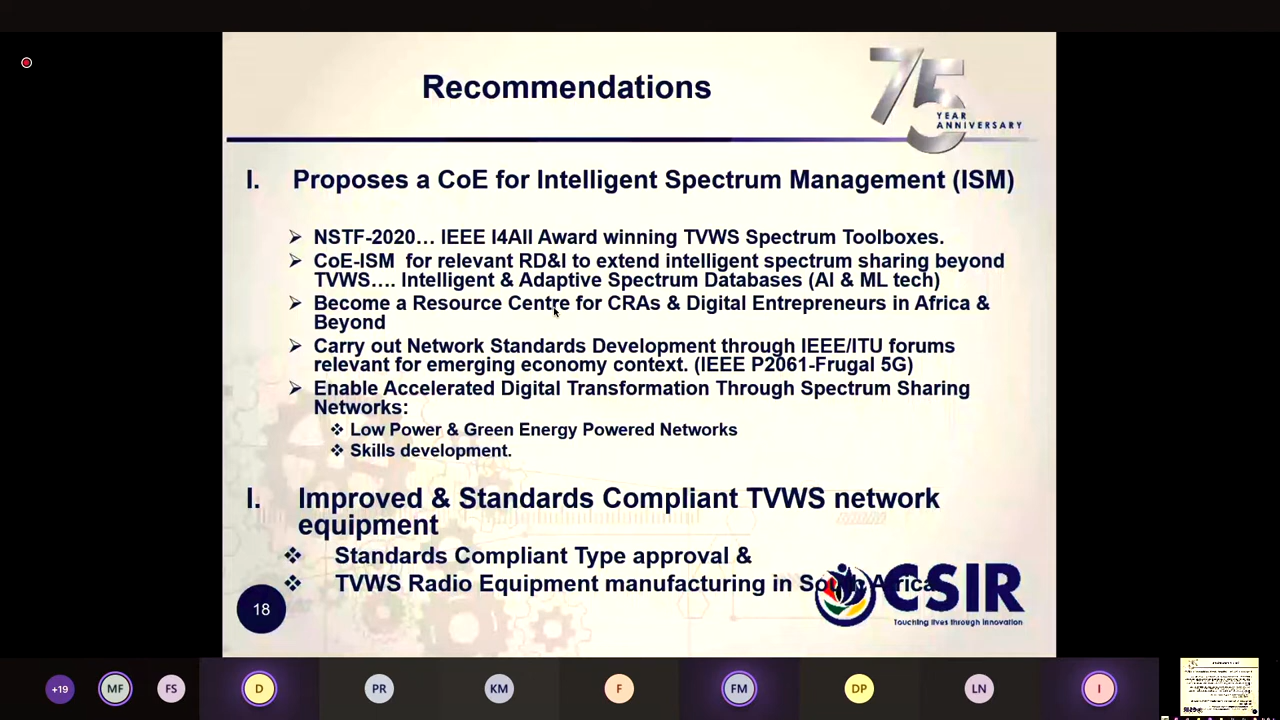 Recommendations
75
YEAR
ANNIVERSARY
I. Proposes a CoE for Intelligent Spectrum Management (ISM)
➢ NSTF-2020… IEEE I4All Award winning TVWS Spectrum Toolboxes.
➢ CoE-ISM for relevant RD&I to extend intelligent spectrum sharing beyond
TVWS…. Intelligent & Adaptive Spectrum Databases (AI & ML tech)
➢ Become a Resource Centre for CRAs & Digital Entrepreneurs in Africa &
Beyond
➢ Carry out Network Standards Development through IEEE/ITU forums
relevant for emerging economy context. (IEEE P2061-Frugal 5G)
➢ Enable Accelerated Digital Transformation Through Spectrum Sharing
Networks:
❖ Low Power & Green Energy Powered Networks
❖ Skills development.
I. Improved & Standards Compliant TVWS network
equipment
❖ Standards Compliant Type approval &
❖ TVWS Radio Equipment manufacturing in South Africa
18
CSIR
Touching lives through innovation
+19 MF FS D PR KM F FM DP LN I